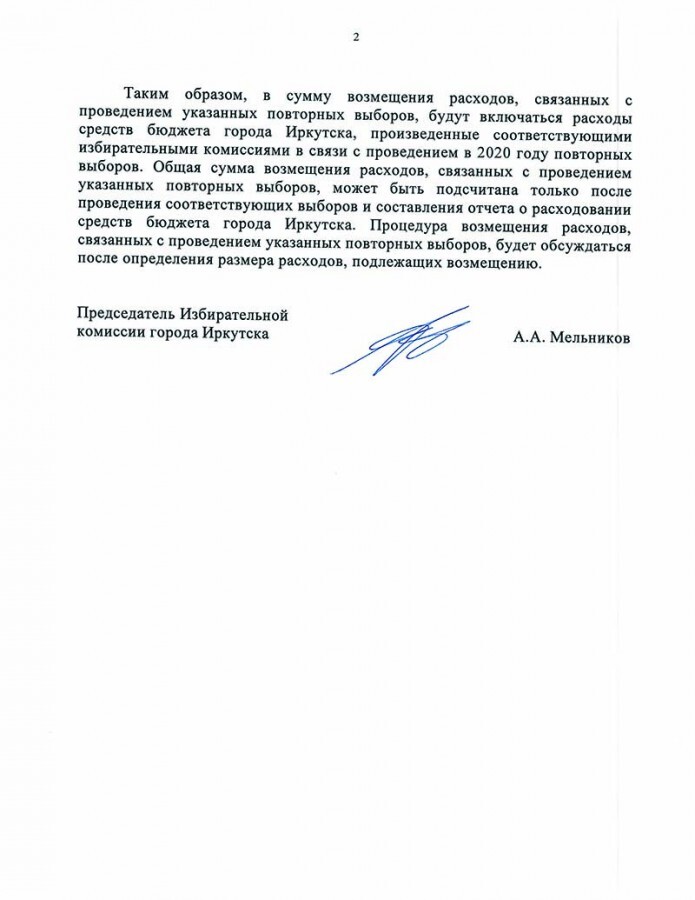 2
Таким образом, в сумму возмещения расходов, связанных с
проведением указанных повторных выборов, будут включаться расходы
средств бюджета города Иркутска, произведенные соответствующими
избирательными комиссиями в связи с проведением в 2020 году повторных
выборов. Общая сумма возмещения расходов, связанных с проведением
указанных повторных выборов, может быть подсчитана только после
проведения соответствующих выборов и составления отчета о расходовании
средств бюджета города Иркутска. Процедура возмещения расходов,
связанных с проведением указанных повторных выборов, будет обсуждаться
после определения размера расходов, подлежащих возмещению.
Председатель Избирательной
комиссии города Иркутска
А.А. Мельников